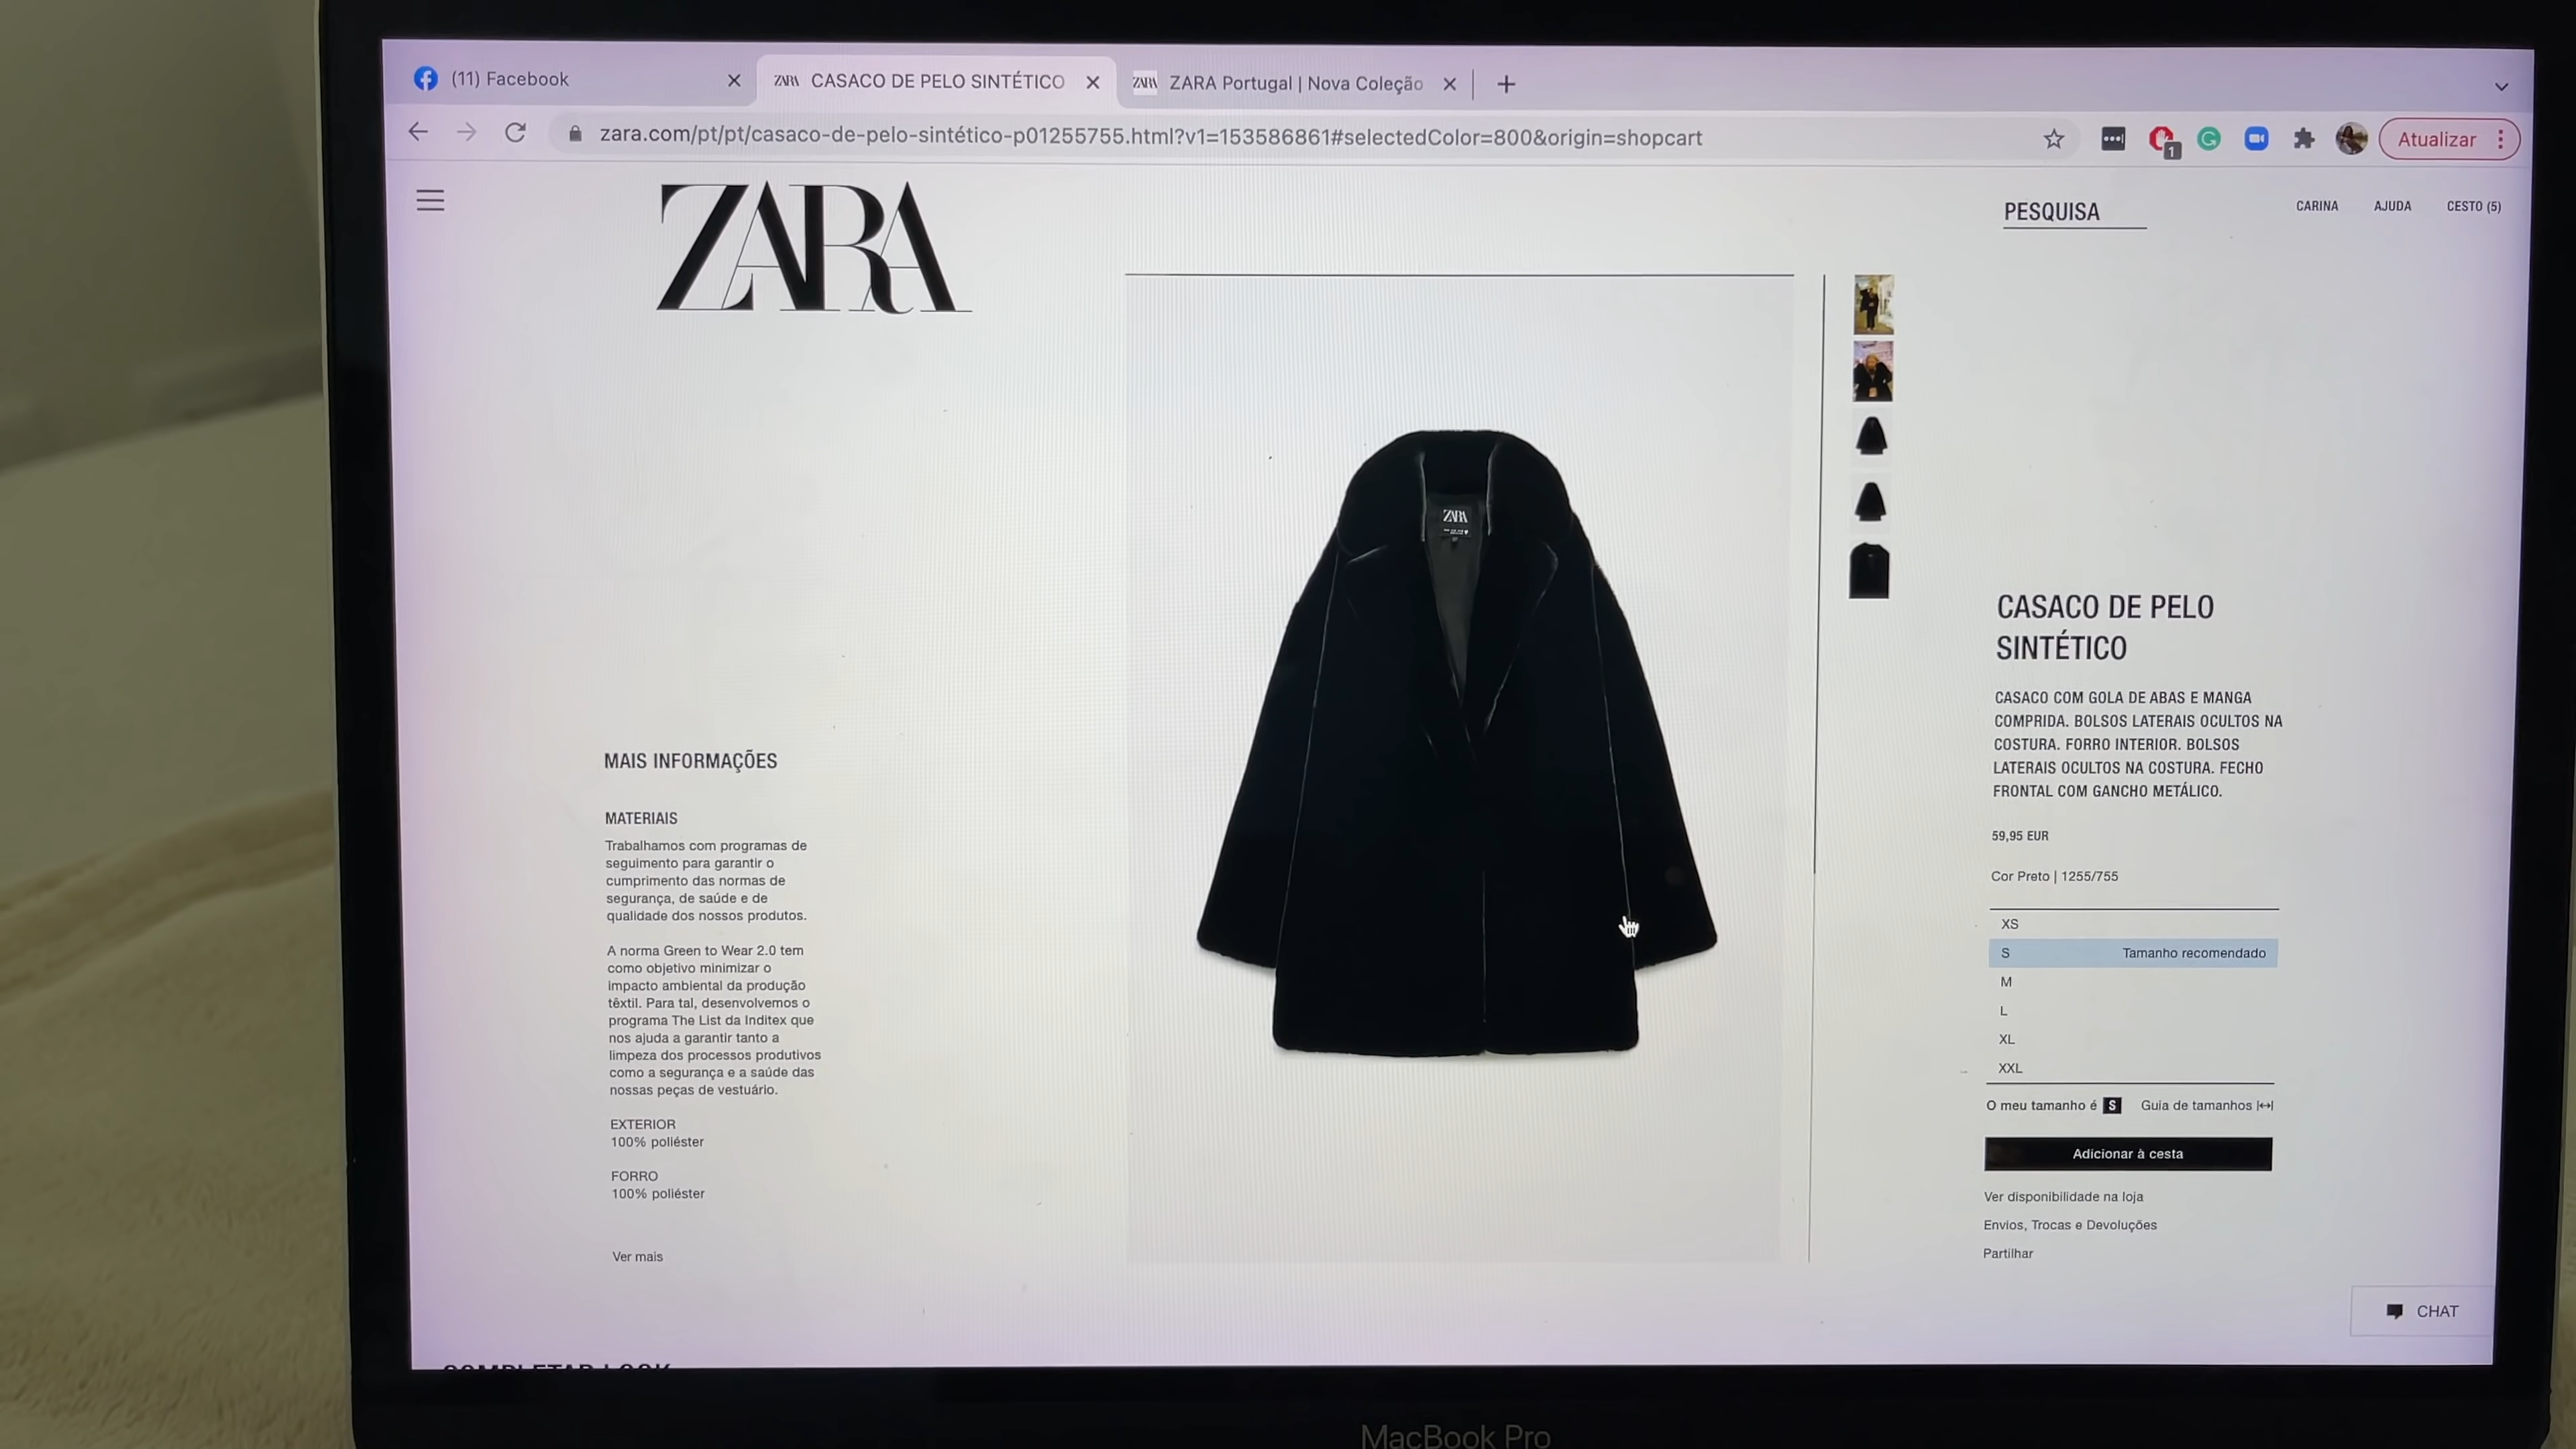 (11) Facebook
ZARA CASACO DE PELO SINTÉTICO
ZARA ZARA Portugal | Nova Coleção
zara.com/pt/pt/casaco-de-pelo-sintético-p01255755.html?v1=153586861#selectedColor=800&origin=shopcart
1
Atualizar
ZARA
PESQUISA
CARINA
AJUDA
CESTO (5)
ZARA
CASACO DE PELO
SINTÉTICO
CASACO COM GOLA DE ABAS E MANGA
COMPRIDA. BOLSOS LATERAIS OCULTOS NA
COSTURA. FORRO INTERIOR. BOLSOS
LATERAIS OCULTOS NA COSTURA. FECHO
FRONTAL COM GANCHO METÁLICO.
59,95 EUR
Cor Preto | 1255/755
XS
S Tamanho recomendado
M
L
XL
XXL
O meu tamanho é S Guia de tamanhos
Adicionar à cesta
Ver disponibilidade na loja
Envios, Trocas e Devoluções
Partilhar
MAIS INFORMAÇÕES
MATERIAIS
Trabalhamos com programas de
seguimento para garantir o
cumprimento das normas de
segurança, de saúde e de
qualidade dos nossos produtos.
A norma Green to Wear 2.0 tem
como objetivo minimizar o
impacto ambiental da produção
têxtil. Para tal, desenvolvemos o
programa The List da Inditex que
nos ajuda a garantir tanto a
limpeza dos processos produtivos
como a segurança e a saúde das
nossas peças de vestuário.
EXTERIOR
100% poliéster
FORRO
100% poliéster
Ver mais
CHAT
COMPLETAR LOOK
MacBook Pro